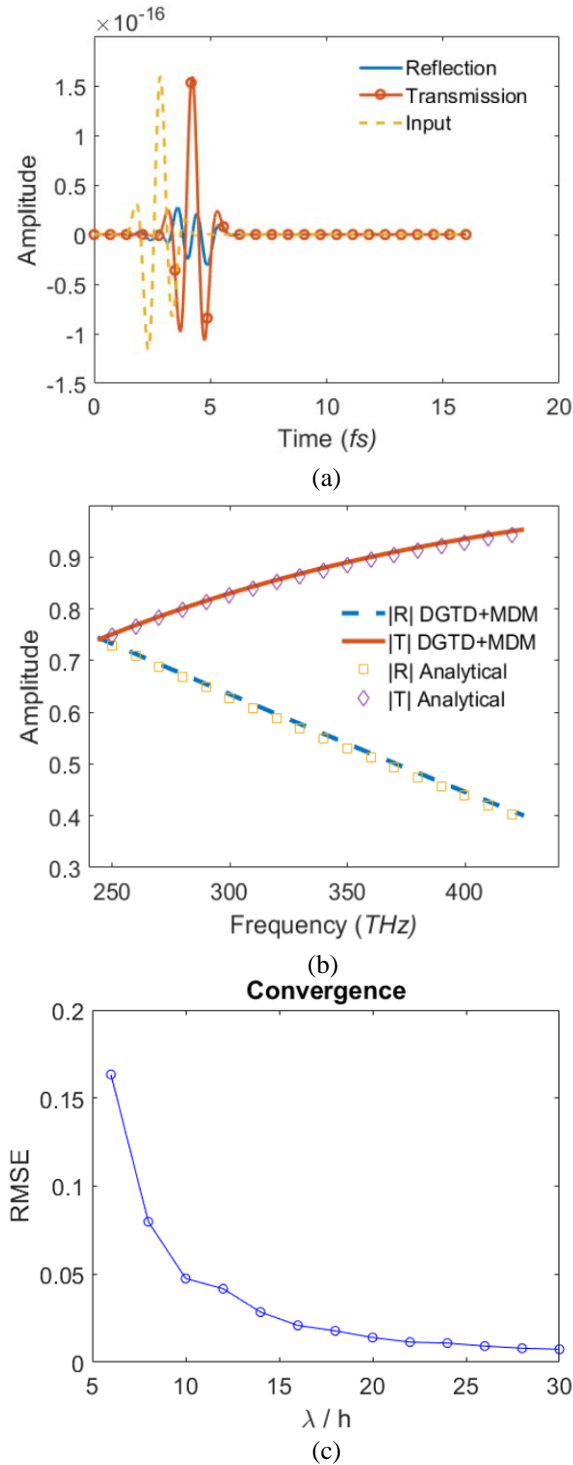 ×10⁻¹⁶
1.5
1
0.5
0
-0.5
-1
-1.5
Amplitude
Reflection
Transmission
Input
0 5 10 15 20
Time (fs)
(a)
0.9
0.8
0.7
0.6
0.5
0.4
0.3
Amplitude
|R| DGTD+MDM
|T| DGTD+MDM
|R| Analytical
|T| Analytical
250 300 350 400
Frequency (THz)
(b)
Convergence
0.2
0.15
0.1
0.05
0
RMSE
5 10 15 20 25 30
λ / h
(c)